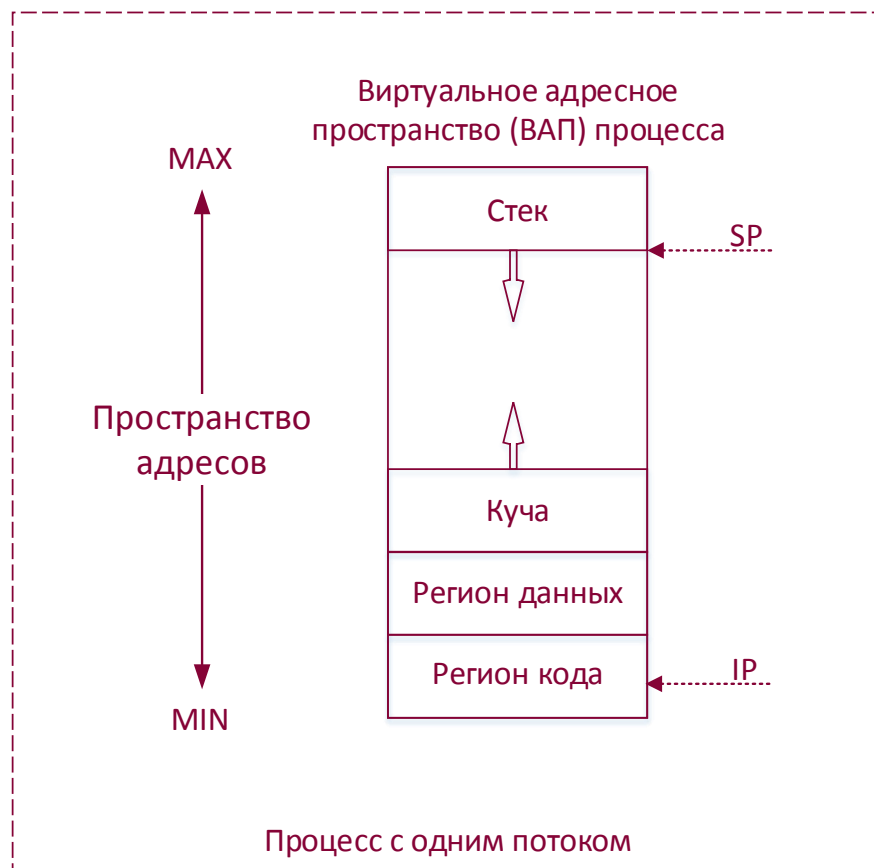 Виртуальное адресное
пространство (ВАП) процесса
MAX
Стек
SP
Пространство
адресов
Куча
Регион данных
Регион кода
IP
MIN
Процесс с одним потоком